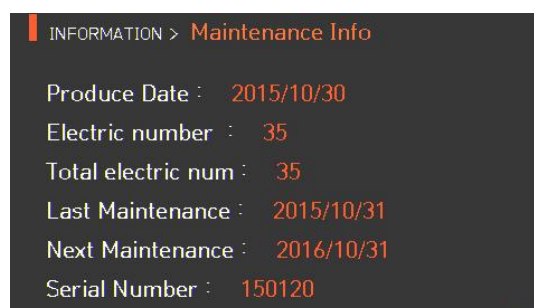 INFORMATION > Maintenance Info
Produce Date : 2015/10/30
Electric number : 35
Total electric num : 35
Last Maintenance : 2015/10/31
Next Maintenance : 2016/10/31
Serial Number : 150120